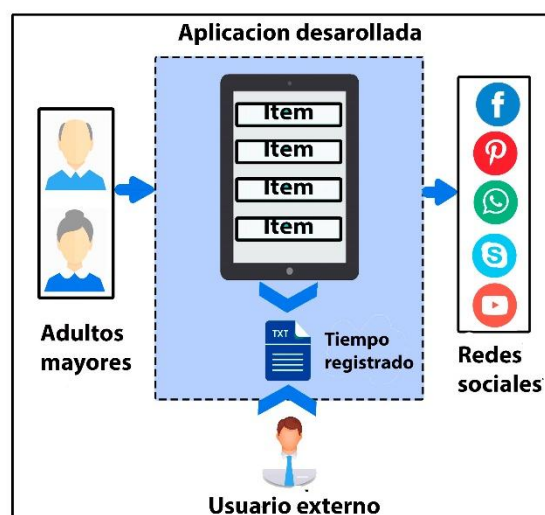 Aplicacion desarollada
Item
Item
Item
Item
TXT
Tiempo
registrado
Adultos
mayores
Redes
sociales
Usuario externo